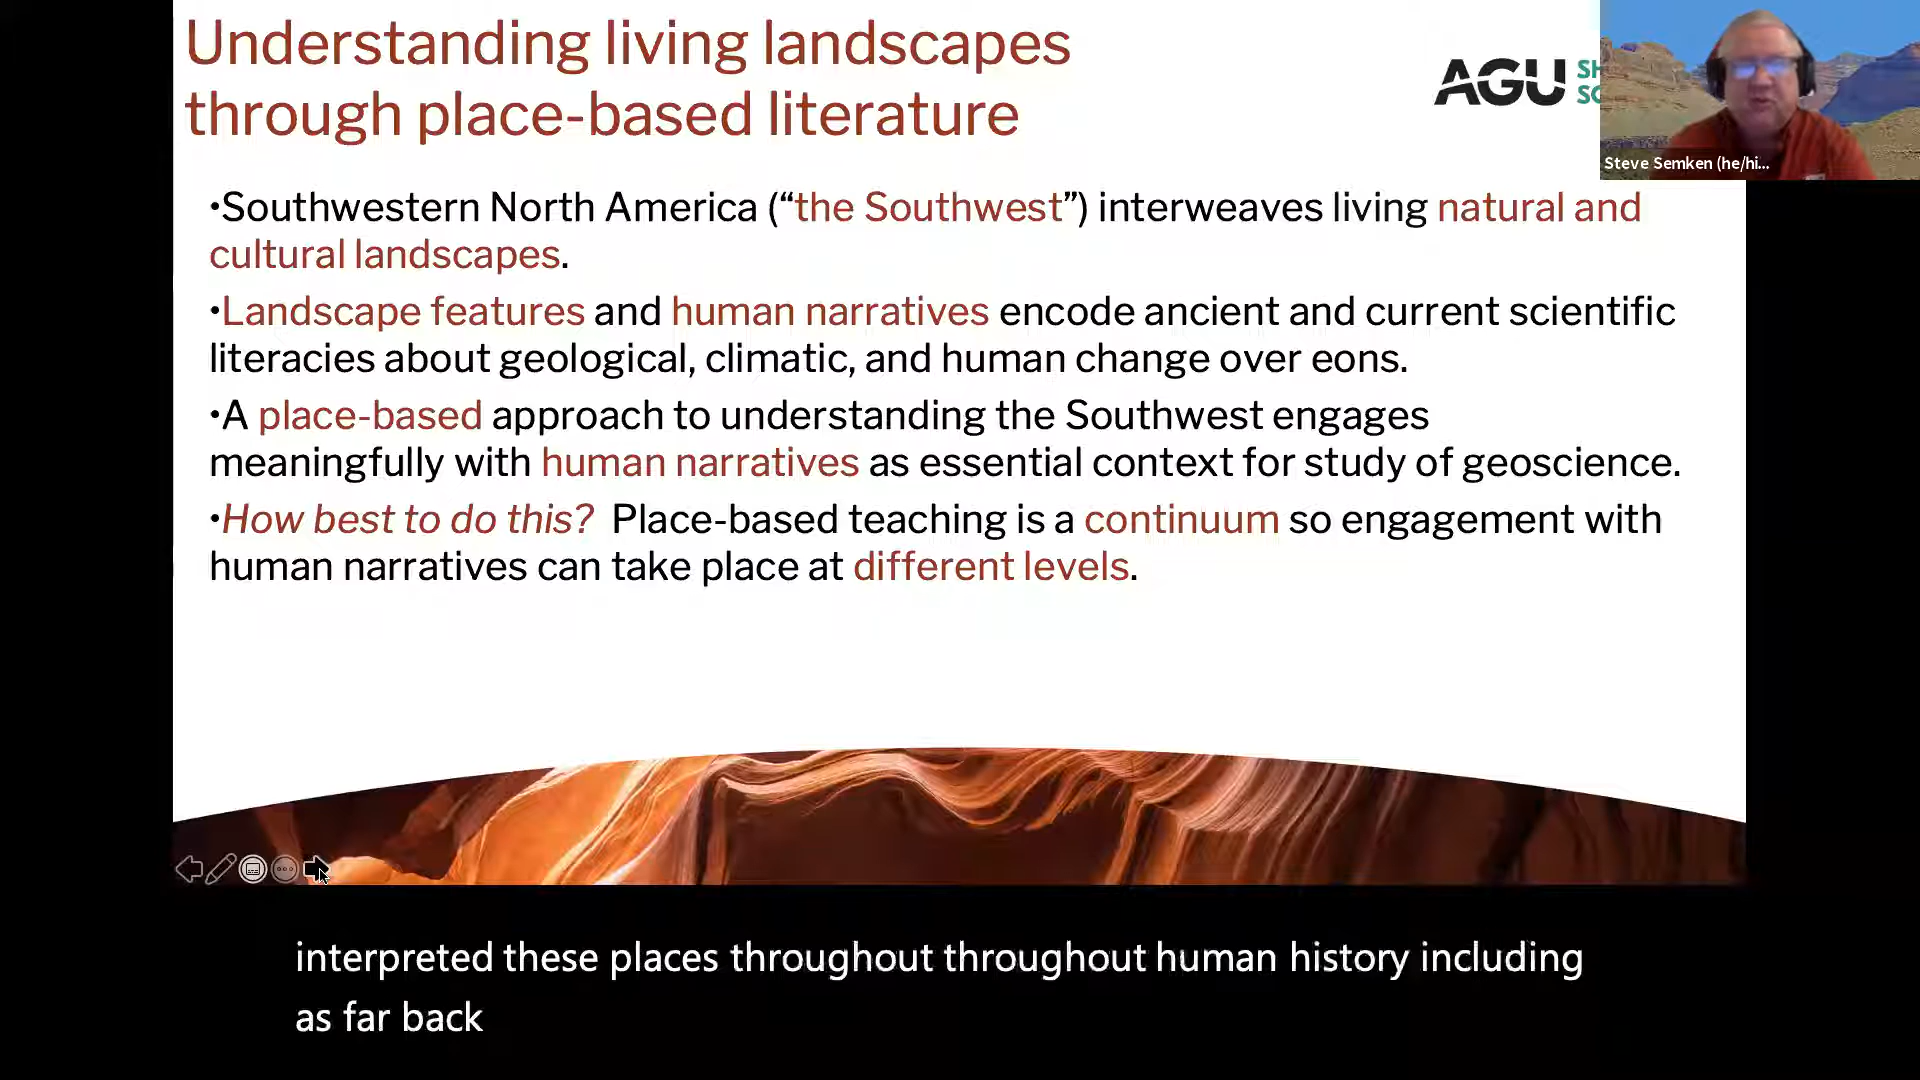 Understanding living landscapes
through place-based literature
AGU
Steve Semken (he/hi...
•Southwestern North America (“the Southwest”) interweaves living natural and
cultural landscapes.
•Landscape features and human narratives encode ancient and current scientific
literacies about geological, climatic, and human change over eons.
•A place-based approach to understanding the Southwest engages
meaningfully with human narratives as essential context for study of geoscience.
•How best to do this?  Place-based teaching is a continuum so engagement with
human narratives can take place at different levels.
interpreted these places throughout throughout human history including
as far back